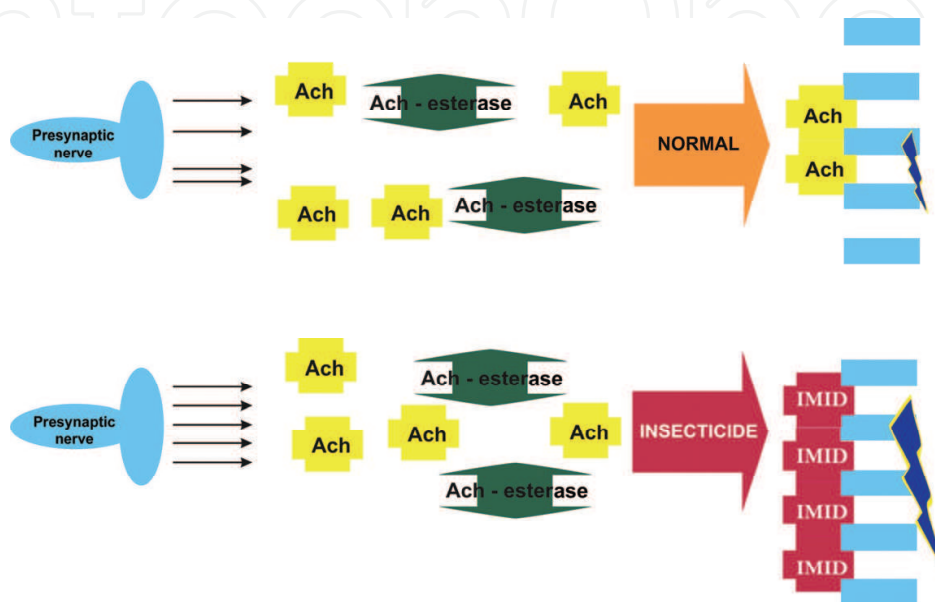 Ach
Ach - esterase
Ach
Presynaptic
nerve
NORMAL
Ach
Ach
Ach
Ach
Ach - esterase
Ach
Ach - esterase
Presynaptic
nerve
Ach
Ach
Ach
INSECTICIDE
Ach - esterase
IMID
IMID
IMID
IMID